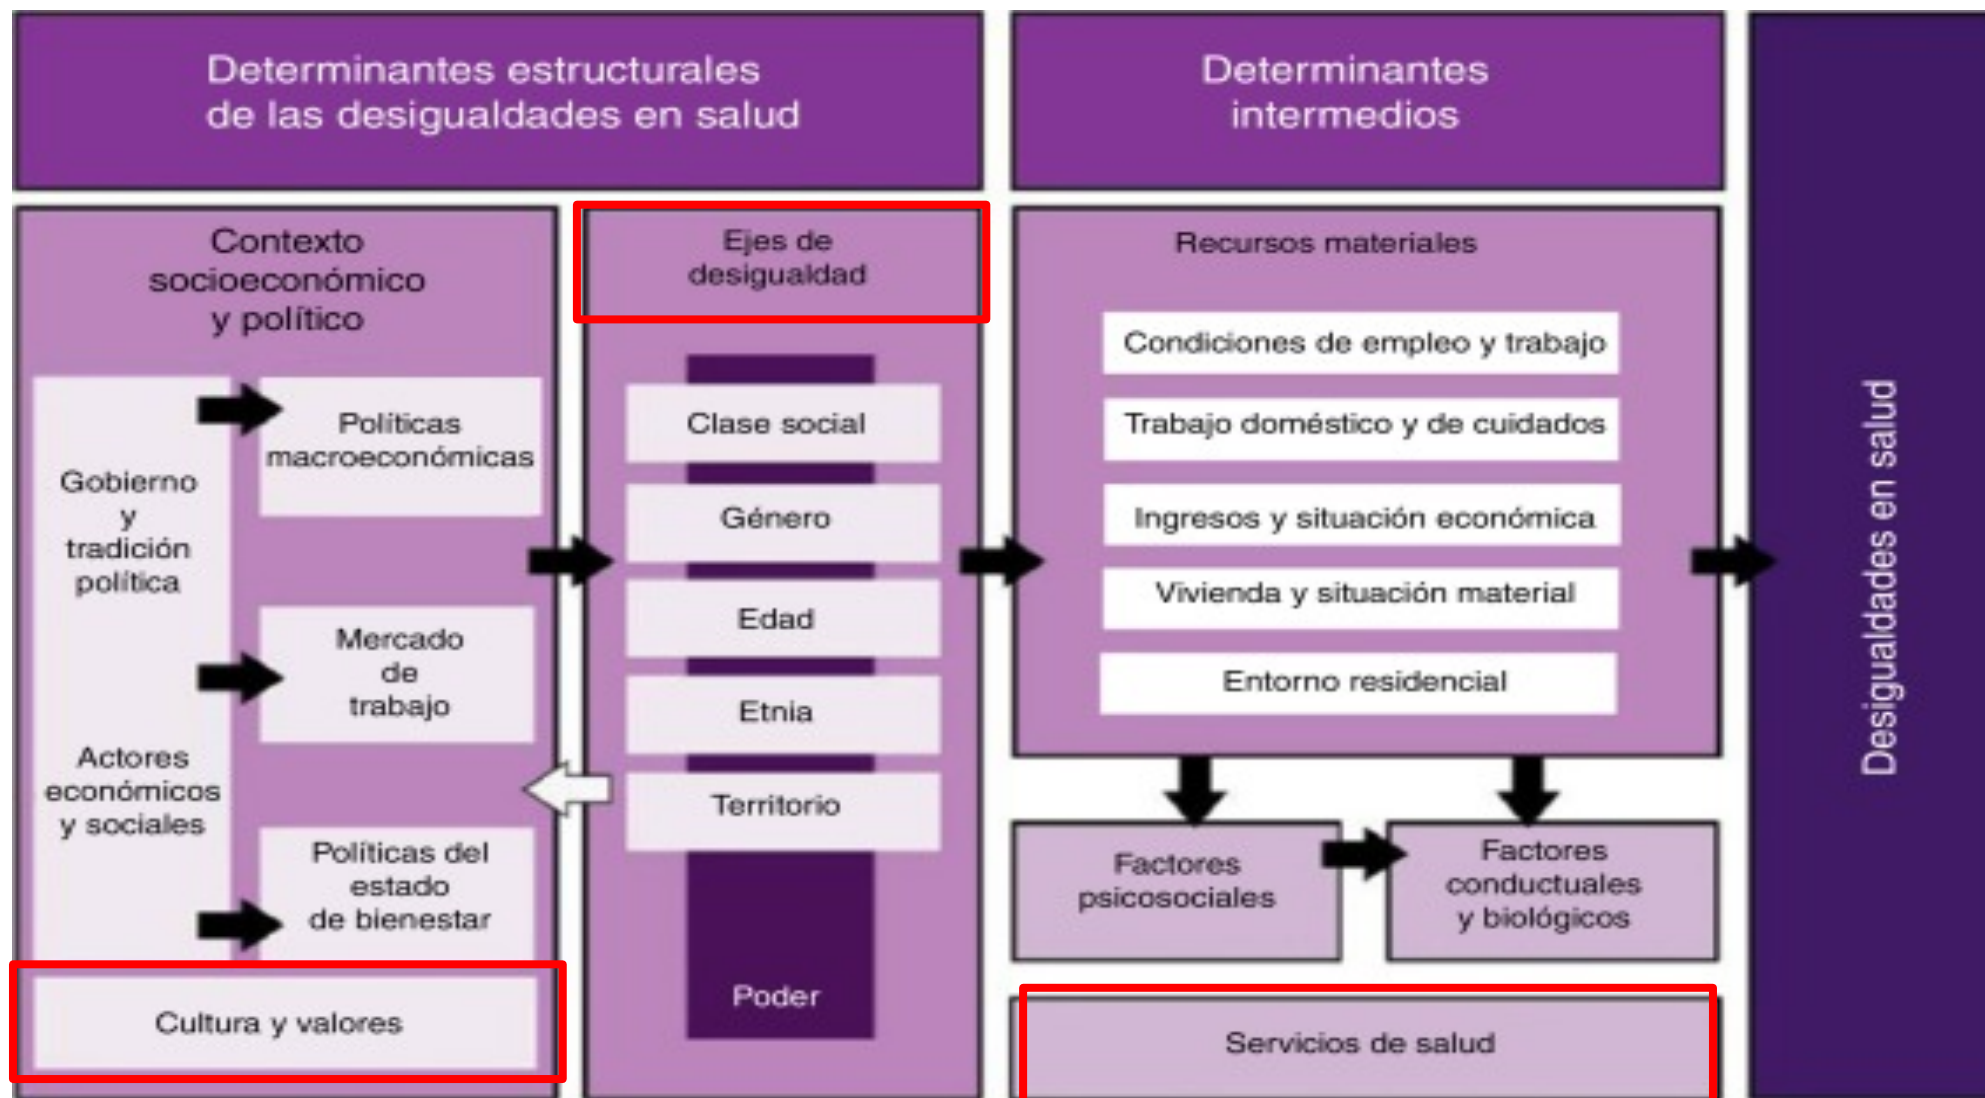 Determinantes estructurales
de las desigualdades en salud
Determinantes
intermedios
Contexto
socioeconómico
y político
Gobierno
y
tradición
política
Actores
económicos
y sociales
Políticas
macroeconómicas
Mercado
de
trabajo
Políticas del
estado
de bienestar
Cultura y valores
Ejes de
desigualdad
Clase social
Género
Edad
Etnia
Territorio
Poder
Recursos materiales
Condiciones de empleo y trabajo
Trabajo doméstico y de cuidados
Ingresos y situación económica
Vivienda y situación material
Entorno residencial
Factores
psicosociales
Factores
conductuales
y biológicos
Servicios de salud
Desigualdades en salud